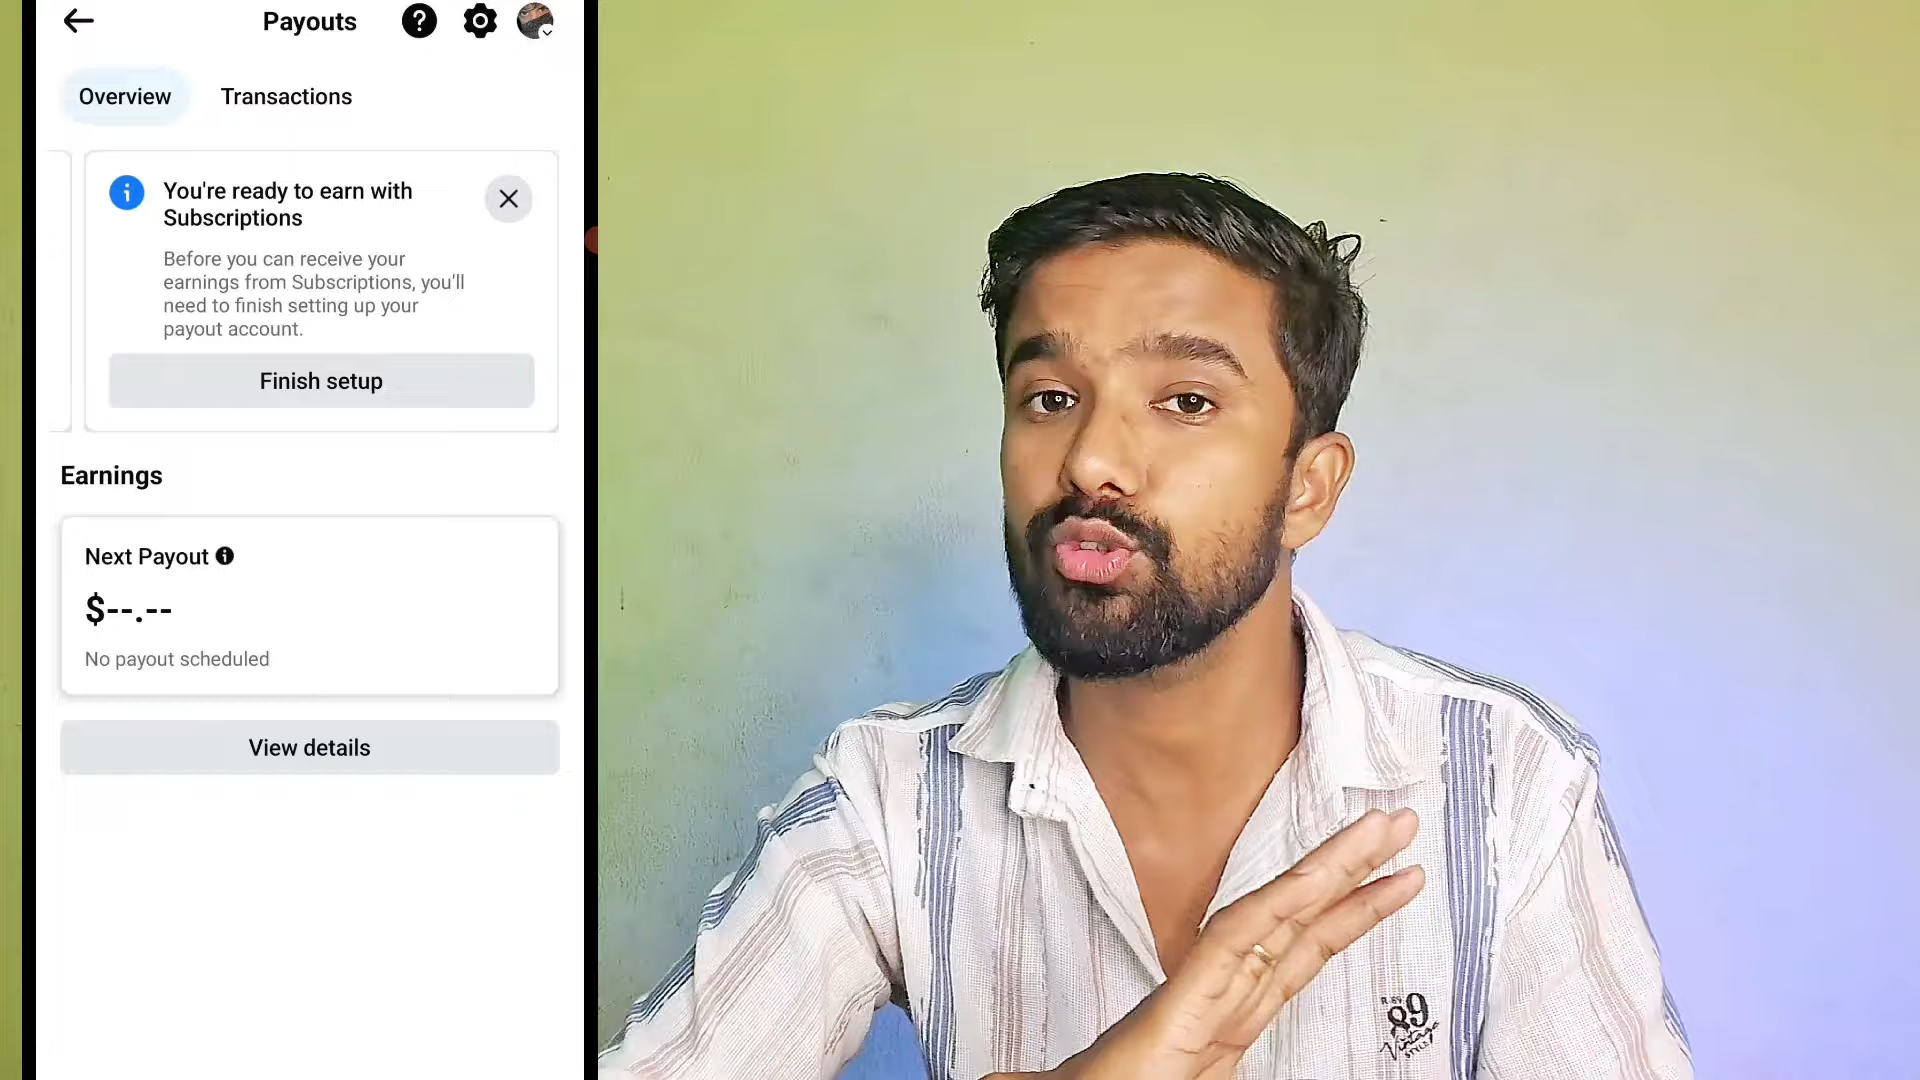 Payouts
Overview Transactions
You're ready to earn with
Subscriptions
Before you can receive your
earnings from Subscriptions, you'll
need to finish setting up your
payout account.
Finish setup
Earnings
Next Payout
$--.--
No payout scheduled
View details
89
Vintage
STYLE